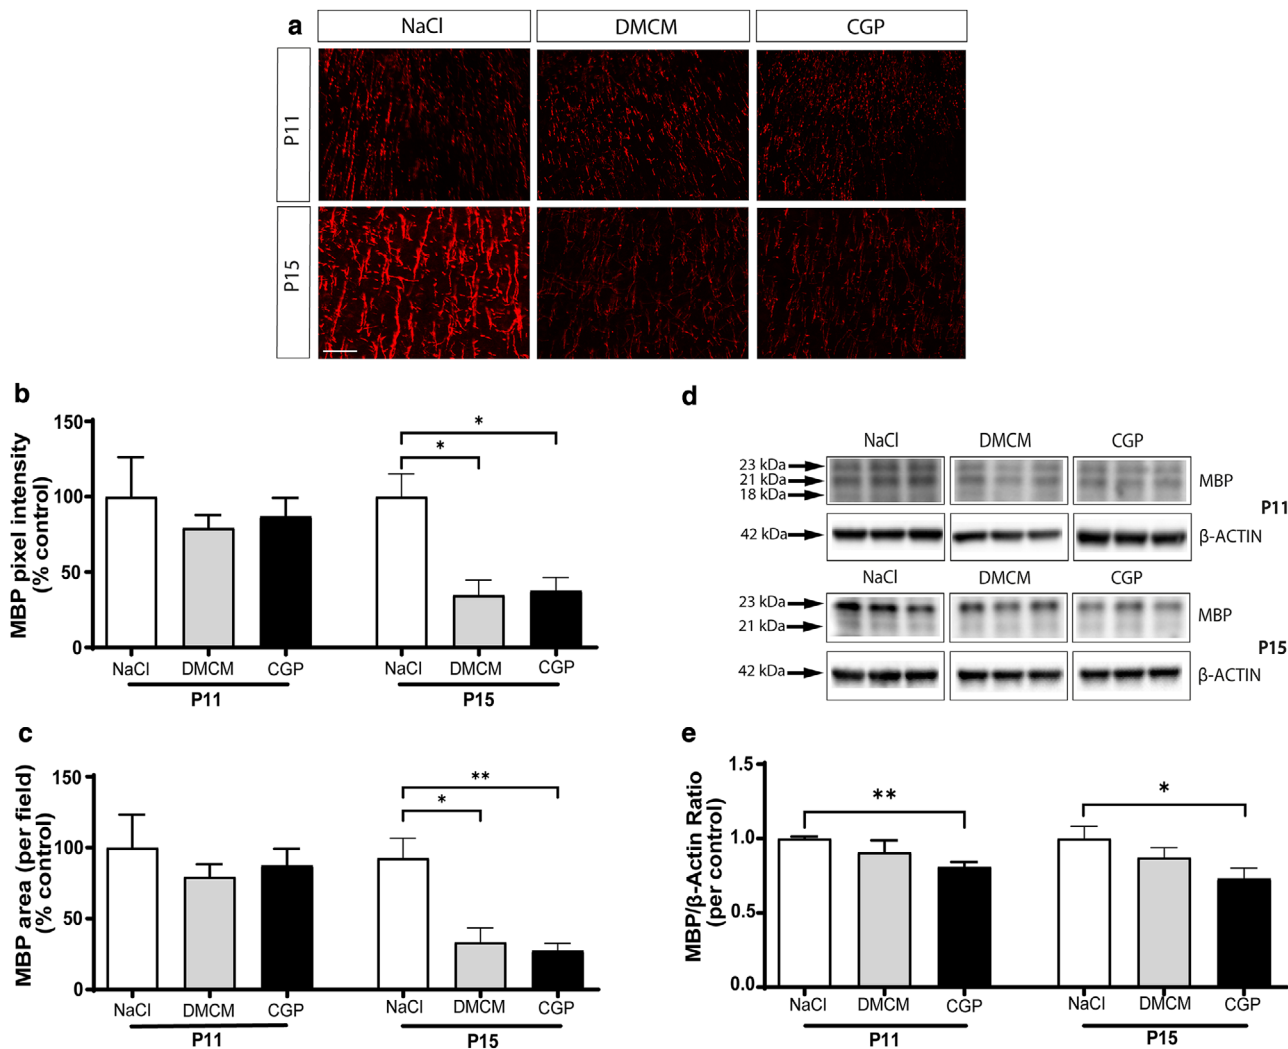 a
NaCl DMCM CGP
P11
P15
b
MBP pixel intensity
(% control)
150
100
50
0
*
*
NaCl DMCM CGP NaCl DMCM CGP
P11 P15
c
MBP area (per field)
(% control)
150
100
50
0
**
*
NaCl DMCM CGP NaCl DMCM CGP
P11 P15
d
NaCl DMCM CGP
23 kDa
21 kDa
18 kDa
MBP
P11
42 kDa
β-ACTIN
NaCl DMCM CGP
23 kDa
21 kDa
MBP
P15
42 kDa
β-ACTIN
e
MBP/β-Actin Ratio
(per control)
1.5
1.0
0.5
0.0
**
*
NaCl DMCM CGP NaCl DMCM CGP
P11 P15